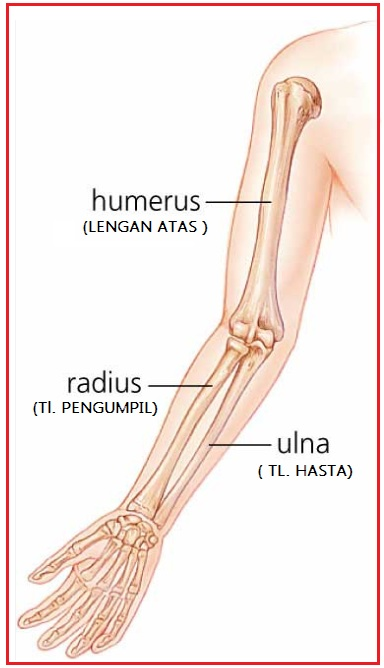 humerus
(LENGAN ATAS )
radius
(Tl. PENGUMPIL)
ulna
( TL. HASTA)